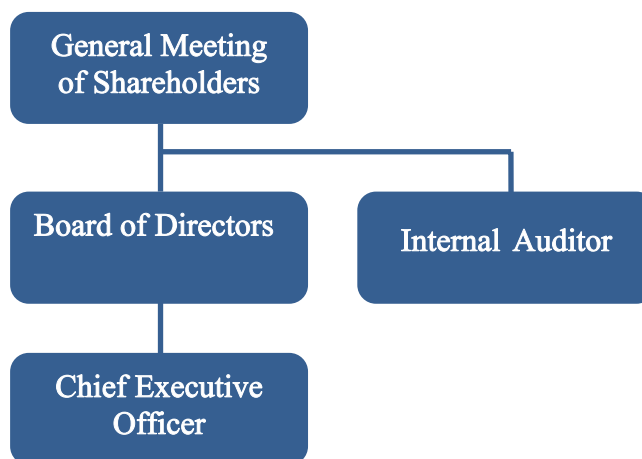 General Meeting
of Shareholders
Board of Directors
Internal Auditor
Chief Executive
Officer